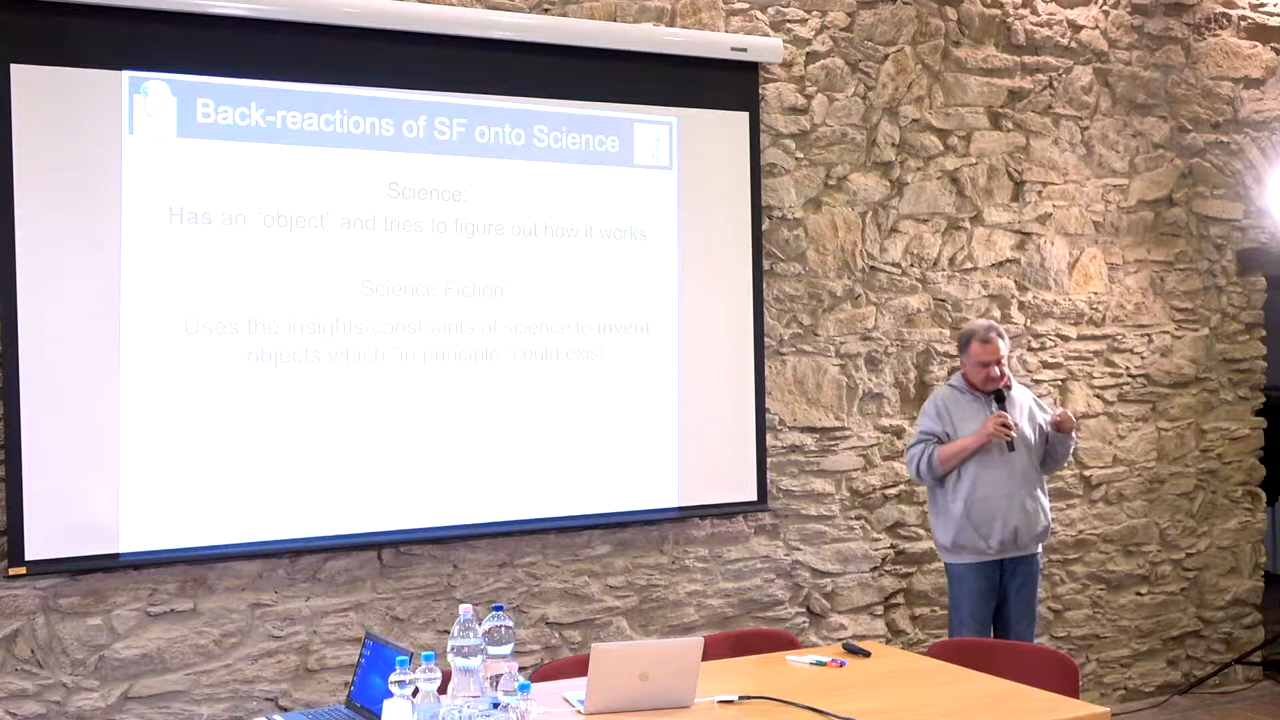 Back-reactions of SF onto Science
Science:
Has an "object" and tries to figure out how it works
Science Fiction:
Uses the insights/constraints of science to invent
objects which "in principle" could exist